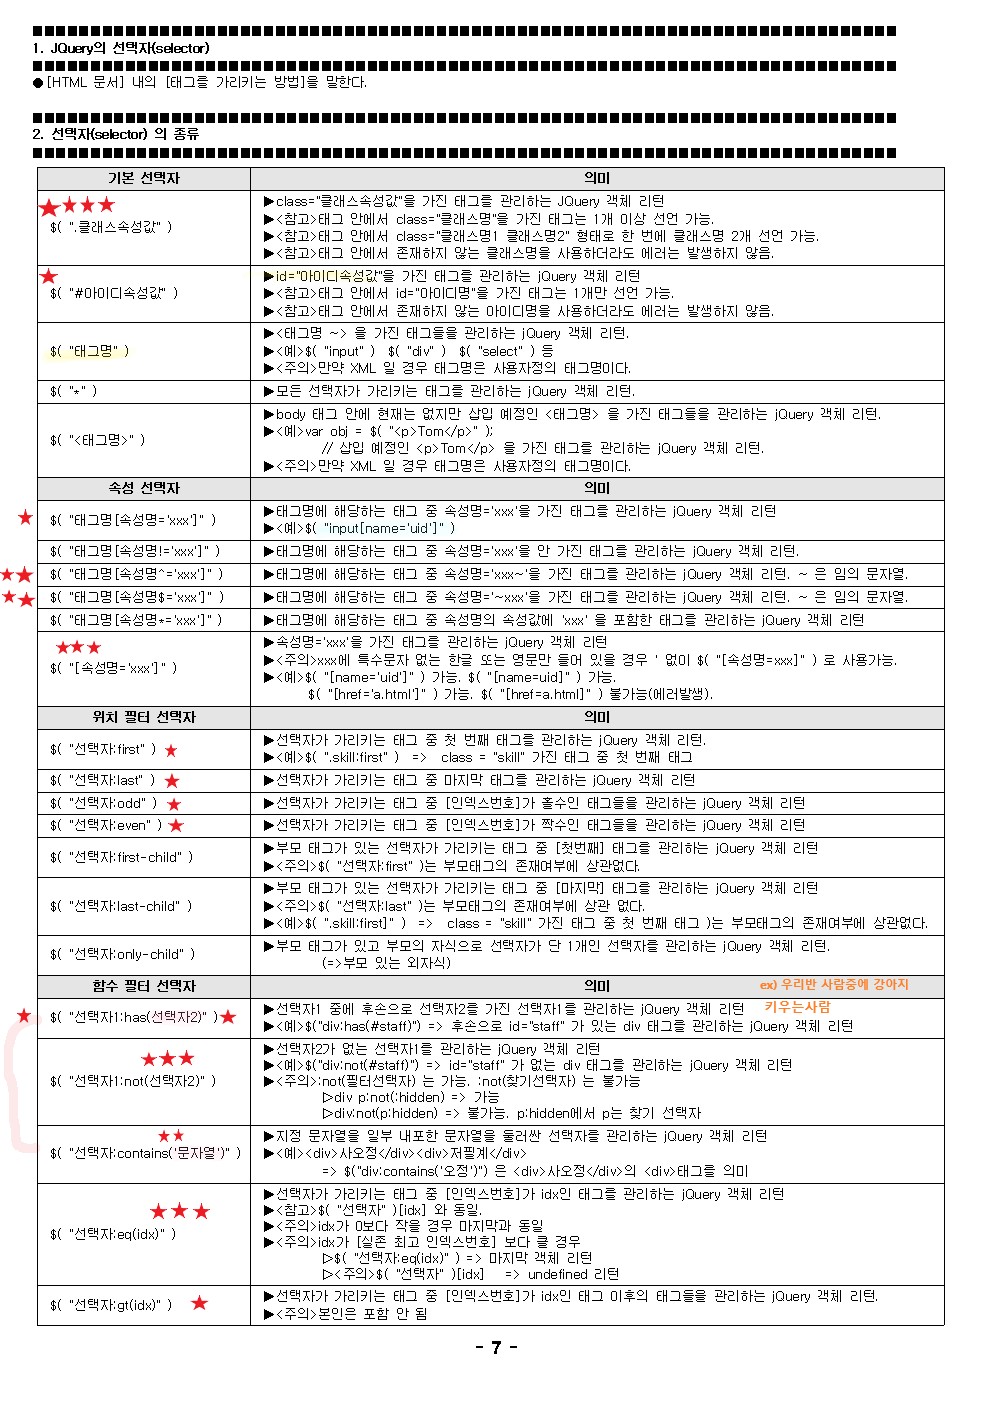 1. JQuery의 선택자(selector)
●[HTML 문서] 내의 [태그를 가리키는 방법]을 말한다.
2. 선택자(selector) 의 종류
기본 선택자 의미
$( ".클래스속성값" )
▶class="클래스속성값"을 가진 태그를 관리하는 JQuery 객체 리턴
▶<참고>태그 안에서 class="클래스명"을 가진 태그는 1개 이상 선언 가능.
▶<참고>태그 안에서 class="클래스명1 클래스명2" 형태로 한 번에 클래스명 2개 선언 가능.
▶<참고>태그 안에서 존재하지 않는 클래스명을 사용하더라도 에러는 발생하지 않음.
$( "#아이디속성값" )
▶id="아이디속성값"을 가진 태그를 관리하는 jQuery 객체 리턴
▶<참고>태그 안에서 id="아이디명"을 가진 태그는 1개만 선언 가능.
▶<참고>태그 안에서 존재하지 않는 아이디명을 사용하더라도 에러는 발생하지 않음.
$( "태그명" )
▶<태그명 ~> 을 가진 태그들을 관리하는 jQuery 객체 리턴.
▶<예>$( "input" ) $( "div" ) $( "select" ) 등
▶<주의>만약 XML 일 경우 태그명은 사용자정의 태그명이다.
$( "*" )
▶모든 선택자가 가리키는 태그를 관리하는 jQuery 객체 리턴.
$( "<태그명>" )
▶body 태그 안에 현재는 없지만 삽입 예정인 <태그명> 을 가진 태그들을 관리하는 jQuery 객체 리턴.
▶<예>var obj = $( "<p>Tom</p>" );
// 삽입 예정인 <p>Tom</p> 을 가진 태그를 관리하는 jQuery 객체 리턴.
▶<주의>만약 XML 일 경우 태그명은 사용자정의 태그명이다.
속성 선택자 의미
$( "태그명[속성명='xxx']" )
▶태그명에 해당하는 태그 중 속성명='xxx'을 가진 태그를 관리하는 jQuery 객체 리턴
▶<예>$( "input[name='uid']" )
$( "태그명[속성명!='xxx']" )
▶태그명에 해당하는 태그 중 속성명='xxx'을 안 가진 태그를 관리하는 jQuery 객체 리턴.
$( "태그명[속성명^='xxx']" )
▶태그명에 해당하는 태그 중 속성명='xxx~'을 가진 태그를 관리하는 jQuery 객체 리턴. ~ 은 임의 문자열.
$( "태그명[속성명$='xxx']" )
▶태그명에 해당하는 태그 중 속성명='~xxx'을 가진 태그를 관리하는 jQuery 객체 리턴. ~ 은 임의 문자열.
$( "태그명[속성명*='xxx']" )
▶태그명에 해당하는 태그 중 속성명의 속성값에 'xxx' 을 포함한 태그를 관리하는 jQuery 객체 리턴
$( "[속성명='xxx']" )
▶속성명='xxx'을 가진 태그를 관리하는 jQuery 객체 리턴
▶<주의>xxx에 특수문자 없는 한글 또는 영문만 들어 있을 경우 ' 없이 $( "[속성명=xxx]" ) 로 사용가능.
▶<예>$( "[name='uid']" ) 가능. $( "[name=uid]" ) 가능.
$( "[href='a.html']" ) 가능. $( "[href=a.html]" ) 불가능(에러발생).
위치 필터 선택자 의미
$( "선택자:first" )
▶선택자가 가리키는 태그 중 첫 번째 태그를 관리하는 jQuery 객체 리턴.
▶<예>$( ".skill:first" ) => class = "skill" 가진 태그 중 첫 번째 태그
$( "선택자:last" )
▶선택자가 가리키는 태그 중 마지막 태그를 관리하는 jQuery 객체 리턴
$( "선택자:odd" )
▶선택자가 가리키는 태그 중 [인덱스번호]가 홀수인 태그들을 관리하는 jQuery 객체 리턴
$( "선택자:even" )
▶선택자가 가리키는 태그 중 [인덱스번호]가 짝수인 태그들을 관리하는 jQuery 객체 리턴
$( "선택자:first-child" )
▶부모 태그가 있는 선택자가 가리키는 태그 중 [첫번째] 태그를 관리하는 jQuery 객체 리턴
▶<주의>$( "선택자:first" )는 부모태그의 존재여부에 상관없다.
$( "선택자:last-child" )
▶부모 태그가 있는 선택자가 가리키는 태그 중 [마지막] 태그를 관리하는 jQuery 객체 리턴
▶<주의>$( "선택자:last" )는 부모태그의 존재여부에 상관 없다.
▶<예>$( ".skill:first]" ) => class = "skill" 가진 태그 중 첫 번째 태그 )는 부모태그의 존재여부에 상관없다.
$( "선택자:only-child" )
▶부모 태그가 있고 부모의 자식으로 선택자가 단 1개인 선택자를 관리하는 jQuery 객체 리턴.
(=>부모 있는 외자식)
함수 필터 선택자 의미 ex) 우리반 사람중에 강아지
키우는사람
$( "선택자1:has(선택자2)" )
▶선택자1 중에 후손으로 선택자2를 가진 선택자1를 관리하는 jQuery 객체 리턴
▶<예>$("div:has(#staff)") => 후손으로 id="staff" 가 있는 div 태그를 관리하는 jQuery 객체 리턴
$( "선택자1:not(선택자2)" )
▶선택자2가 없는 선택자1를 관리하는 jQuery 객체 리턴
▶<예>$("div:not(#staff)") => id="staff" 가 없는 div 태그를 관리하는 jQuery 객체 리턴
▶<주의>:not(필터선택자) 는 가능. :not(찾기선택자) 는 불가능
▷div p:not(:hidden) => 가능
▷div:not(p:hidden) => 불가능. p:hidden에서 p는 찾기 선택자
$( "선택자:contains('문자열')" )
▶지정 문자열을 일부 내포한 문자열을 둘러싼 선택자를 관리하는 jQuery 객체 리턴
▶<예><div>사오정</div><div>저필계</div>
=> $("div:contains('오정')") 은 <div>사오정</div>의 <div>태그를 의미
$( "선택자:eq(idx)" )
▶선택자가 가리키는 태그 중 [인덱스번호]가 idx인 태그를 관리하는 jQuery 객체 리턴
▶<참고>$( "선택자" )[idx] 와 동일.
▶<주의>idx가 0보다 작을 경우 마지막과 동일
▶<주의>idx가 [실존 최고 인덱스번호] 보다 클 경우
▷$( "선택자:eq(idx)" ) => 마지막 객체 리턴
▷<주의>$( "선택자" )[idx] => undefined 리턴
$( "선택자:gt(idx)" )
▶선택자가 가리키는 태그 중 [인덱스번호]가 idx인 태그 이후의 태그들을 관리하는 jQuery 객체 리턴.
▶<주의>본인은 포함 안 됨
- 7 -